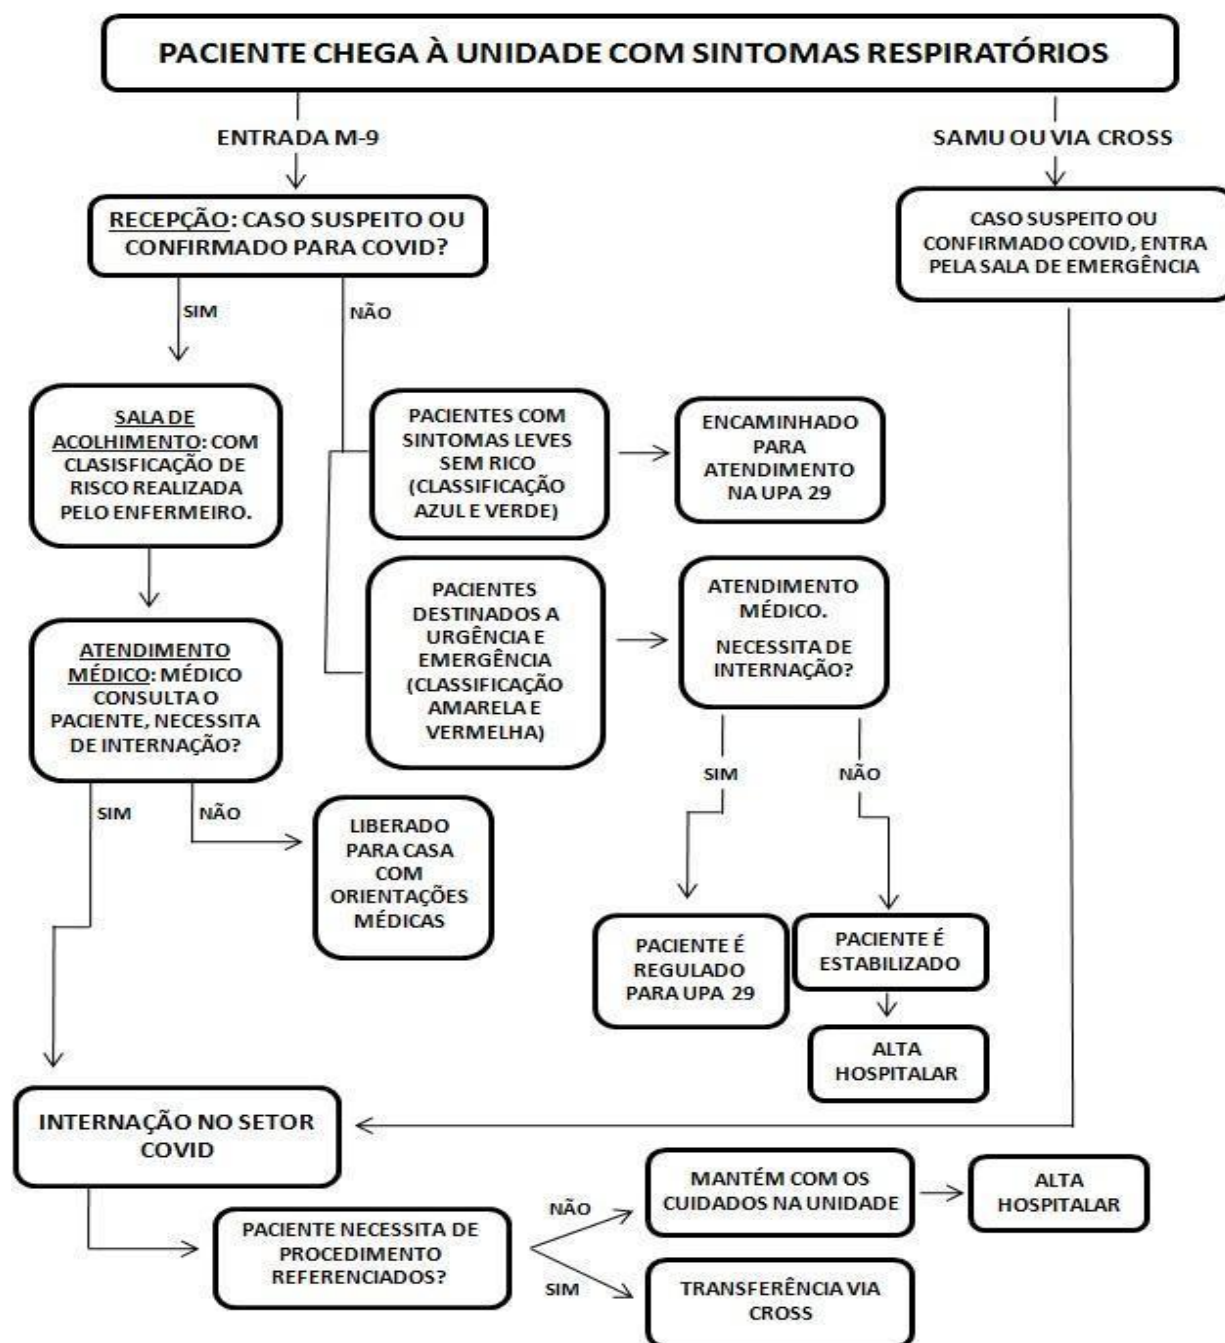 PACIENTE CHEGA À UNIDADE COM SINTOMAS RESPIRATÓRIOS
ENTRADA M-9
SAMU OU VIA CROSS
RECEPÇÃO: CASO SUSPEITO OU
CONFIRMADO PARA COVID?
CASO SUSPEITO OU
CONFIRMADO COVID, ENTRA
PELA SALA DE EMERGÊNCIA
SIM
NÃO
SALA DE
ACOLHIMENTO: COM
CLASISFICAÇÃO DE
RISCO REALIZADA
PELO ENFERMEIRO.
PACIENTES COM
SINTOMAS LEVES
SEM RICO
(CLASSIFICAÇÃO
AZUL E VERDE)
ENCAMINHADO
PARA
ATENDIMENTO
NA UPA 29
PACIENTES
DESTINADOS A
URGÊNCIA E
EMERGÊNCIA
(CLASSIFICAÇÃO
AMARELA E
VERMELHA)
ATENDIMENTO
MÉDICO.
NECESSITA DE
INTERNAÇÃO?
ATENDIMENTO
MÉDICO: MÉDICO
CONSULTA O
PACIENTE, NECESSITA
DE INTERNAÇÃO?
SIM
NÃO
SIM
NÃO
LIBERADO
PARA CASA
COM
ORIENTAÇÕES
MÉDICAS
PACIENTE É
REGULADO
PARA UPA 29
PACIENTE É
ESTABILIZADO
ALTA
HOSPITALAR
INTERNAÇÃO NO SETOR
COVID
PACIENTE NECESSITA DE
PROCEDIMENTO
REFERENCIADOS?
NÃO
MANTÉM COM OS
CUIDADOS NA UNIDADE
ALTA
HOSPITALAR
SIM
TRANSFERÊNCIA VIA
CROSS